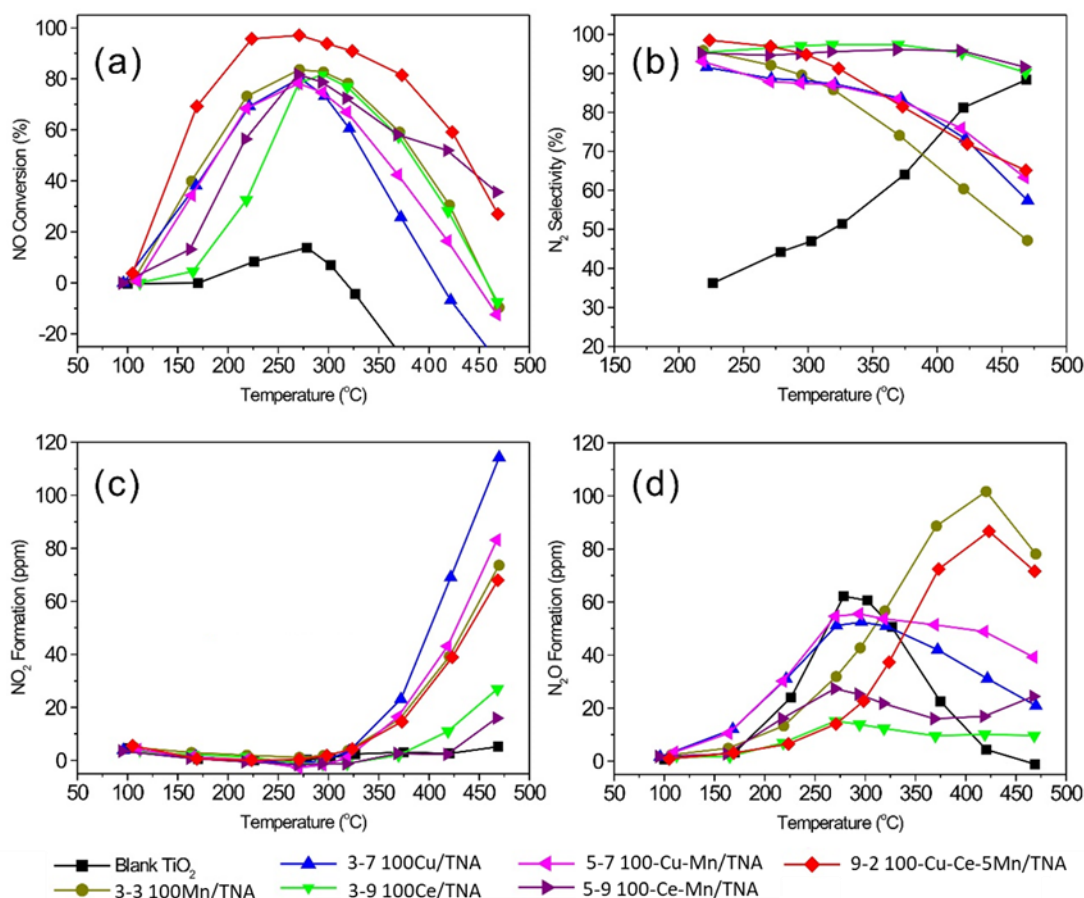 (a)
NO Conversion (%)
100
80
60
40
20
0
-20
50 100 150 200 250 300 350 400 450 500
Temperature (°C)
(b)
N₂ Selectivity (%)
100
90
80
70
60
50
40
30
20
150 200 250 300 350 400 450 500
Temperature (°C)
(c)
NO₂ Formation (ppm)
120
100
80
60
40
20
0
50 100 150 200 250 300 350 400 450 500
Temperature (°C)
(d)
N₂O Formation (ppm)
120
100
80
60
40
20
0
50 100 150 200 250 300 350 400 450 500
Temperature (°C)
Blank TiO₂ 3-7 100Cu/TNA 5-7 100-Cu-Mn/TNA 9-2 100-Cu-Ce-5Mn/TNA
3-3 100Mn/TNA 3-9 100Ce/TNA 5-9 100-Ce-Mn/TNA